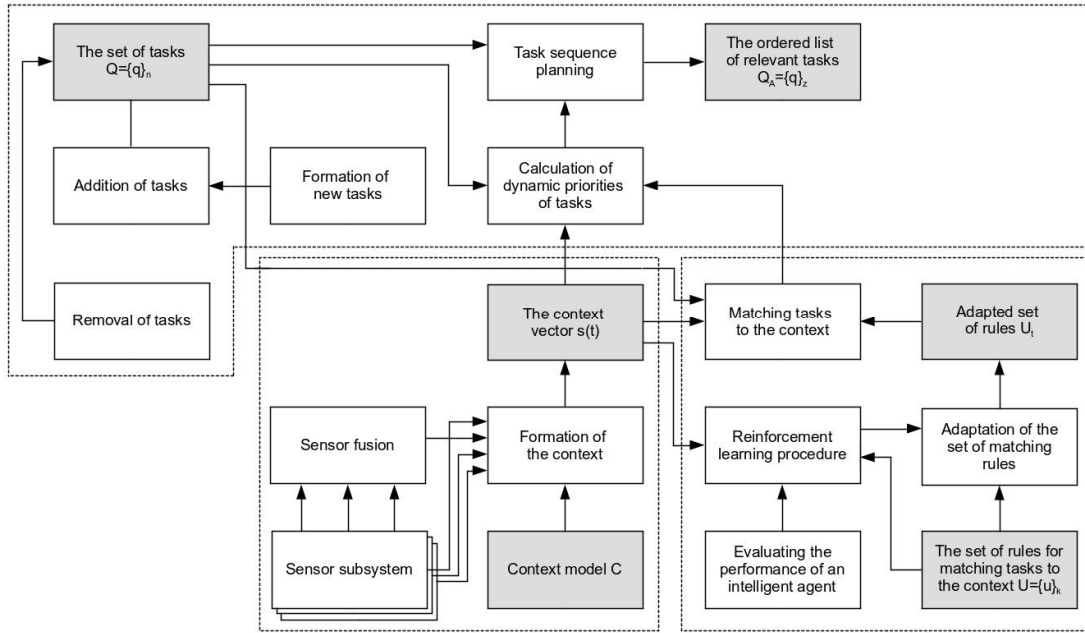 The set of tasks
Q={q}ₙ
Task sequence
planning
The ordered list
of relevant tasks
Q_A={q}_z
Addition of tasks
Formation of
new tasks
Calculation of
dynamic priorities
of tasks
Removal of tasks
The context
vector s(t)
Matching tasks
to the context
Adapted set
of rules Uₜ
Sensor fusion
Formation of
the context
Reinforcement
learning procedure
Adaptation of the
set of matching
rules
Sensor subsystem
Context model C
Evaluating the
performance of an
intelligent agent
The set of rules for
matching tasks to
the context U={u}ₖ